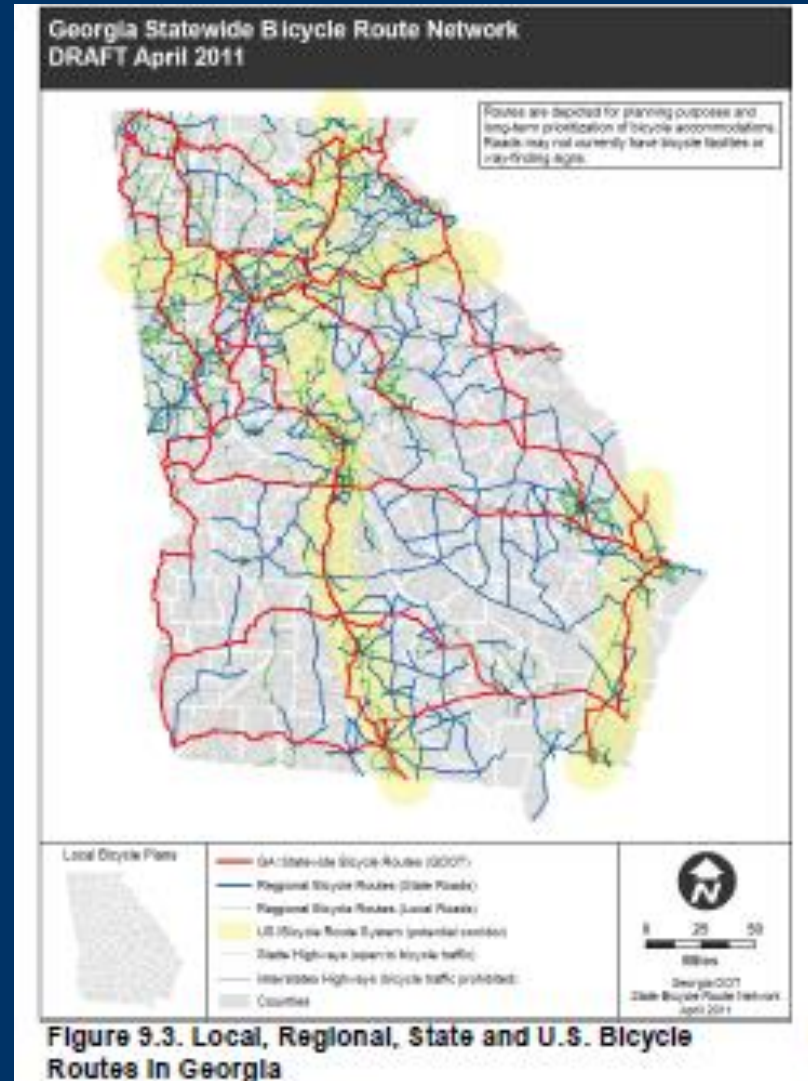 Georgia Statewide Bicycle Route Network
DRAFT April 2011
Routes are depicted for planning purposes and
long-term prioritization of bicycle accommodations.
Roads may not currently have bicycle facilities or
way-finding signs.
Local Bicycle Plans
GA Statewide Bicycle Routes (GDOT)
Regional Bicycle Routes (State Roads)
Regional Bicycle Routes (Local Roads)
US Bicycle Route System (potential corridor)
State Highways (open to bicycle traffic)
Interstate Highways (bicycle traffic prohibited)
Counties
N
0 25 50
Miles
Georgia DOT
State Bicycle Route Network
April 2011
Figure 9.3. Local, Regional, State and U.S. Bicycle
Routes in Georgia